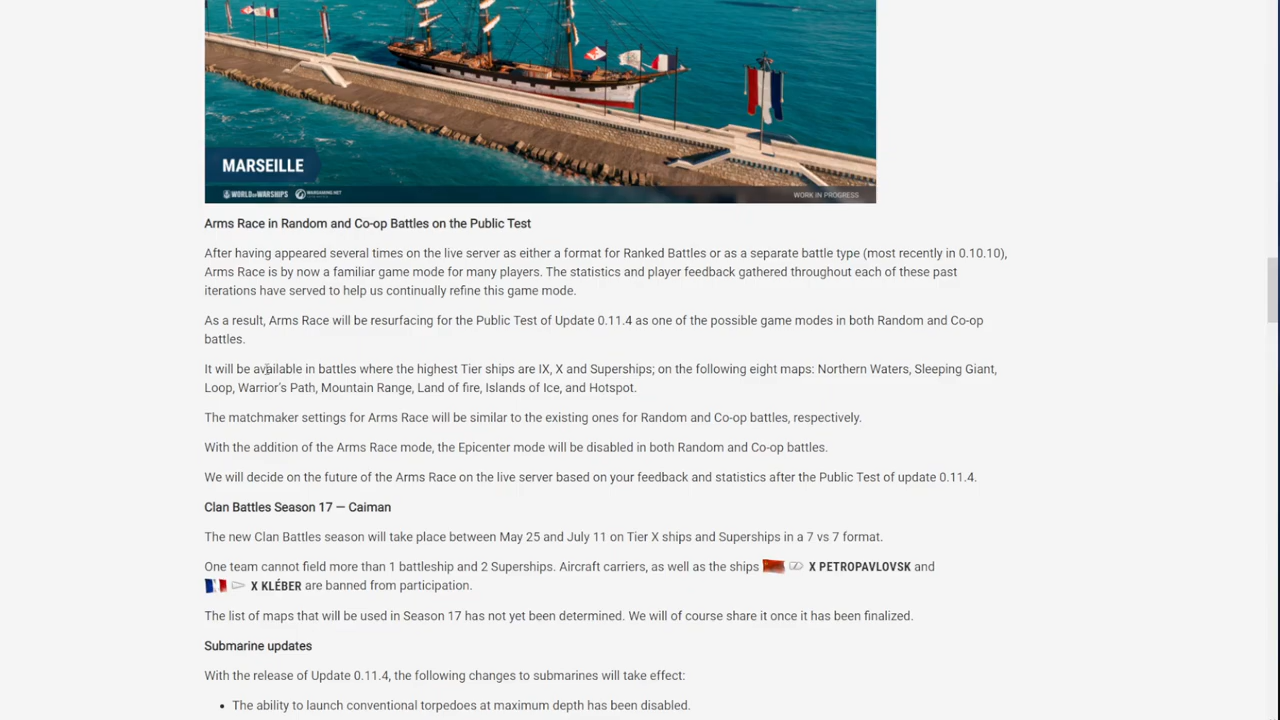 MARSEILLE
WORLD OF WARSHIPS WARGAMING.NET WORK IN PROGRESS
Arms Race in Random and Co-op Battles on the Public Test
After having appeared several times on the live server as either a format for Ranked Battles or as a separate battle type (most recently in 0.10.10),
Arms Race is by now a familiar game mode for many players. The statistics and player feedback gathered throughout each of these past
iterations have served to help us continually refine this game mode.
As a result, Arms Race will be resurfacing for the Public Test of Update 0.11.4 as one of the possible game modes in both Random and Co-op
battles.
It will be available in battles where the highest Tier ships are IX, X and Superships; on the following eight maps: Northern Waters, Sleeping Giant,
Loop, Warrior's Path, Mountain Range, Land of fire, Islands of Ice, and Hotspot.
The matchmaker settings for Arms Race will be similar to the existing ones for Random and Co-op battles, respectively.
With the addition of the Arms Race mode, the Epicenter mode will be disabled in both Random and Co-op battles.
We will decide on the future of the Arms Race on the live server based on your feedback and statistics after the Public Test of update 0.11.4.
Clan Battles Season 17 — Caiman
The new Clan Battles season will take place between May 25 and July 11 on Tier X ships and Superships in a 7 vs 7 format.
One team cannot field more than 1 battleship and 2 Superships. Aircraft carriers, as well as the ships X PETROPAVLOVSK and
X KLÉBER are banned from participation.
The list of maps that will be used in Season 17 has not yet been determined. We will of course share it once it has been finalized.
Submarine updates
With the release of Update 0.11.4, the following changes to submarines will take effect:
• The ability to launch conventional torpedoes at maximum depth has been disabled.